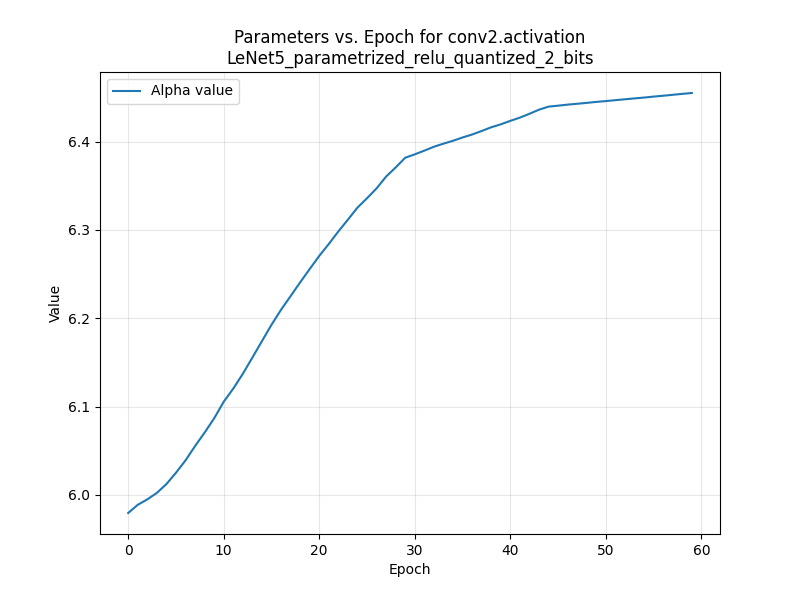 Parameters vs. Epoch for conv2.activation
LeNet5_parametrized_relu_quantized_2_bits
Alpha value
6.4
6.3
6.2
6.1
6.0
Value
0 10 20 30 40 50 60
Epoch